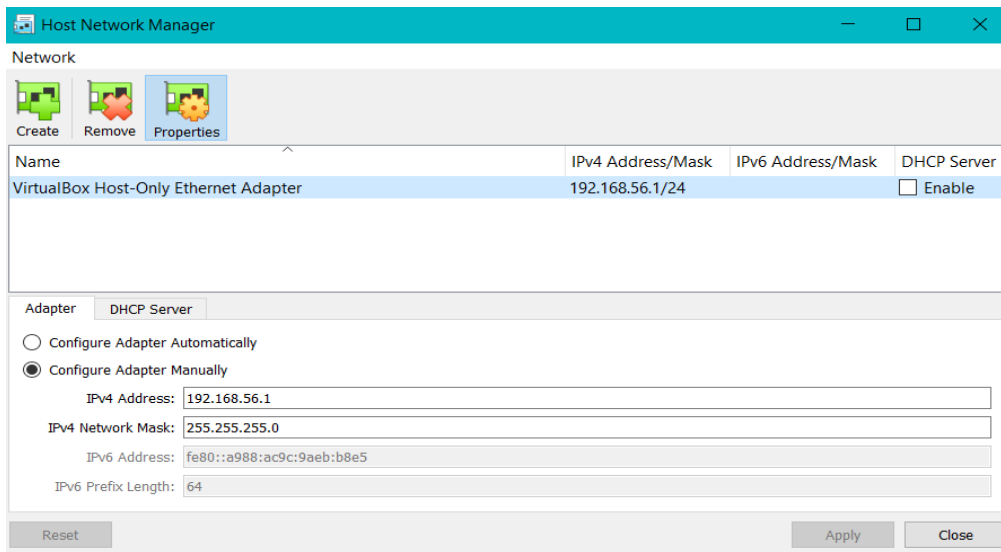 Host Network Manager
Network
Create Remove Properties
Name IPv4 Address/Mask IPv6 Address/Mask DHCP Server
VirtualBox Host-Only Ethernet Adapter 192.168.56.1/24 Enable
Adapter DHCP Server
Configure Adapter Automatically
Configure Adapter Manually
IPv4 Address: 192.168.56.1
IPv4 Network Mask: 255.255.255.0
IPv6 Address: fe80::a988:ac9c:9aeb:b8e5
IPv6 Prefix Length: 64
Reset Apply Close